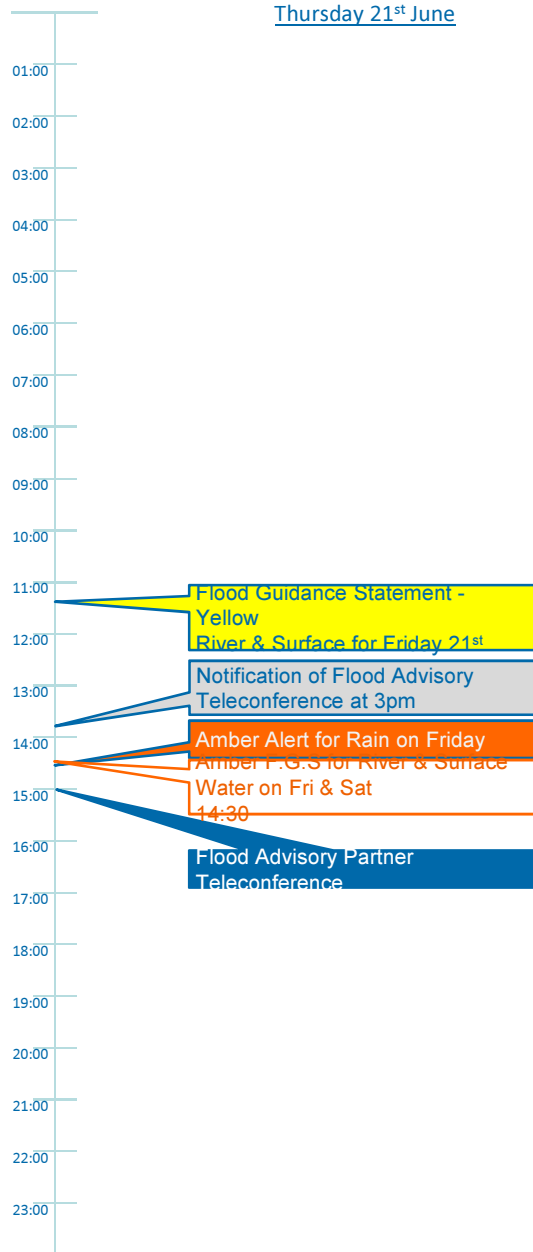 Thursday 21st June
01:00
02:00
03:00
04:00
05:00
06:00
07:00
08:00
09:00
10:00
11:00
Flood Guidance Statement -
Yellow
River & Surface for Friday 21st
12:00
13:00
Notification of Flood Advisory
Teleconference at 3pm
14:00
Amber Alert for Rain on Friday
Amber F.G.S for River & Surface
Water on Fri & Sat
14:30
15:00
16:00
Flood Advisory Partner
Teleconference
17:00
18:00
19:00
20:00
21:00
22:00
23:00